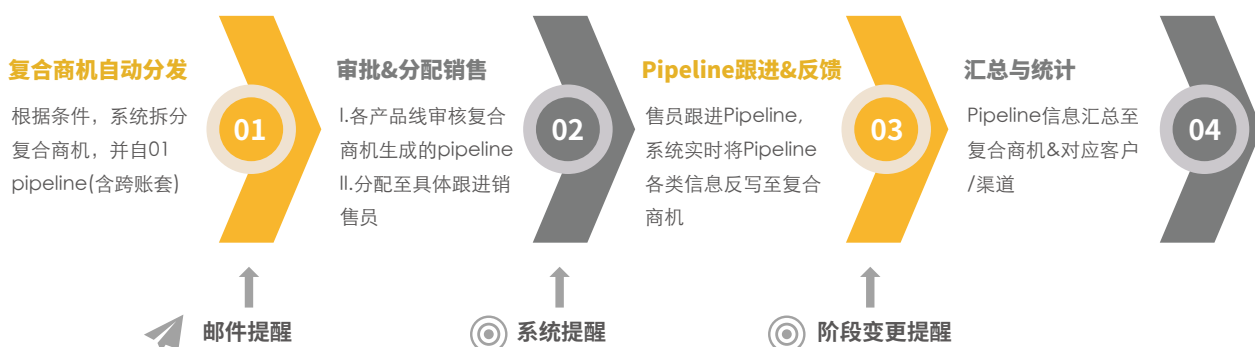 复合商机自动分发
根据条件，系统拆分
复合商机，并自01
pipeline(含跨账套)
01
审批&分配销售
I.各产品线审核复合
商机生成的pipeline
II.分配至具体跟进销
售员
02
Pipeline跟进&反馈
售员跟进Pipeline,
系统实时将Pipeline
各类信息反写至复合
商机
03
汇总与统计
Pipeline信息汇总至
复合商机&对应客户
/渠道
04
邮件提醒
系统提醒
阶段变更提醒